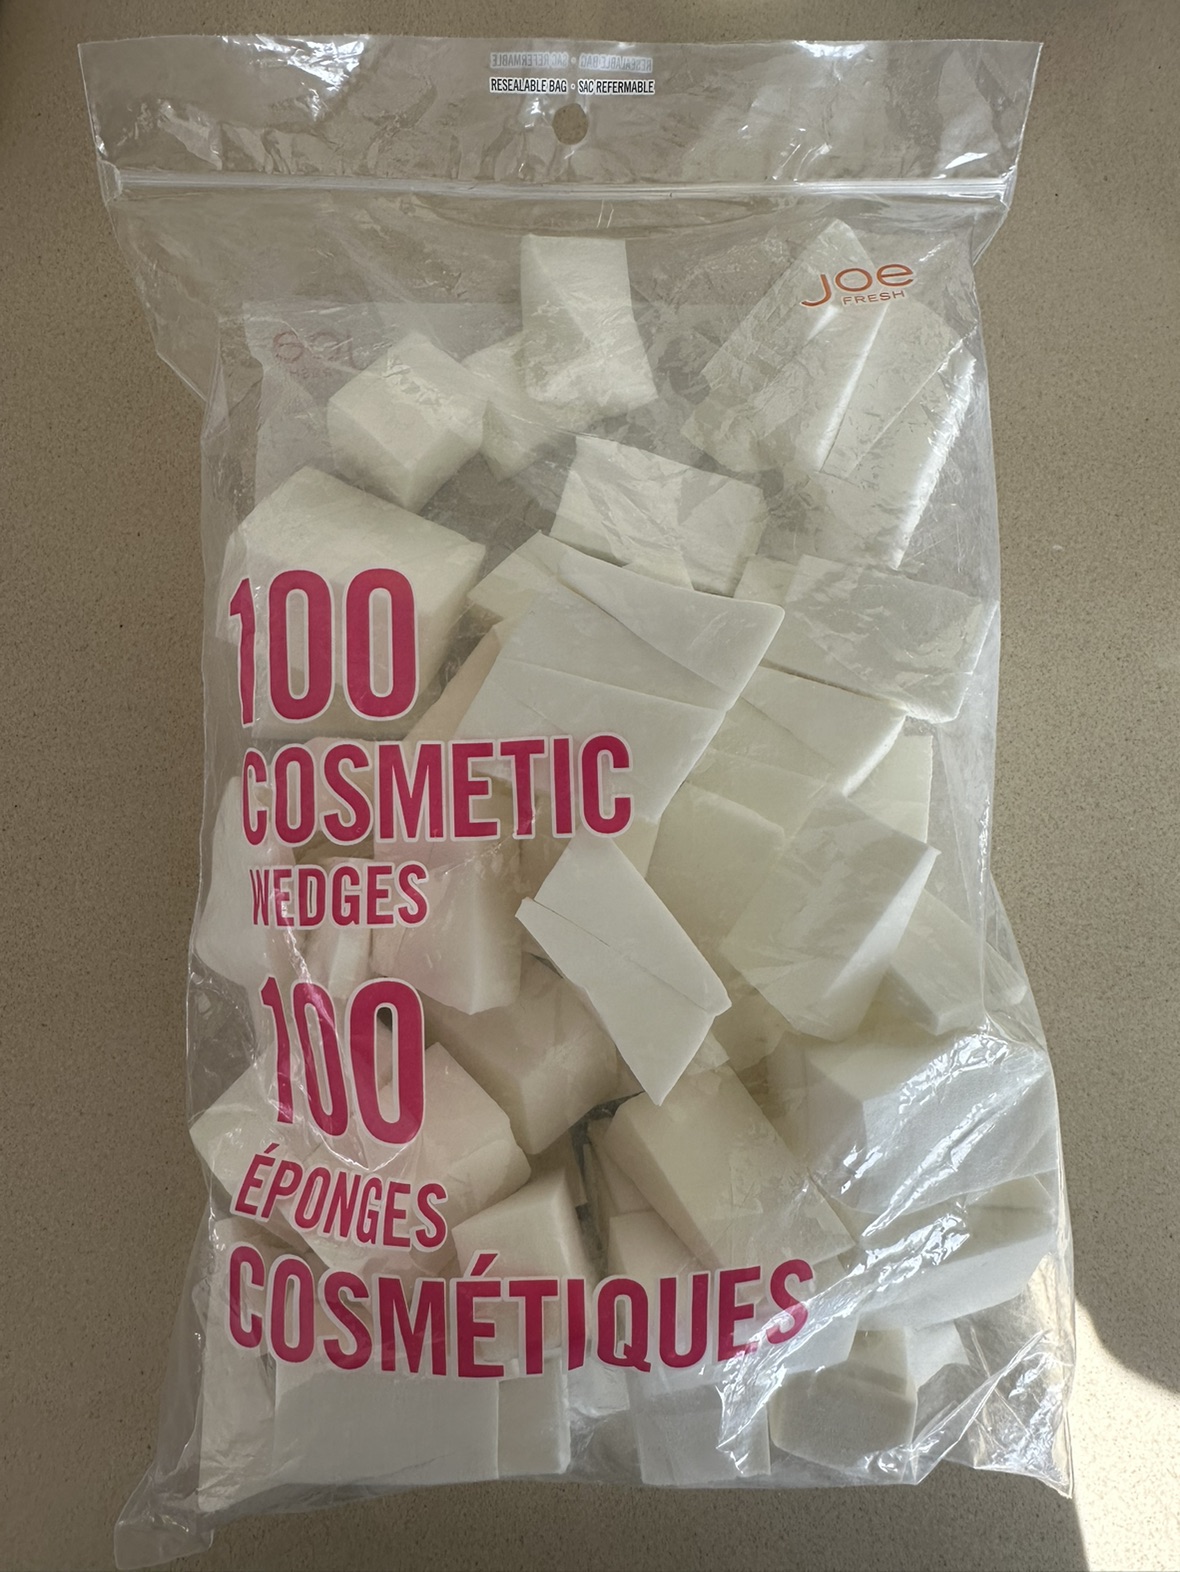 RESEALABLE BAG • SAC REFERMABLE
JOe
FRESH
100
COSMETIC
WEDGES
100
ÉPONGES
COSMÉTIQUES